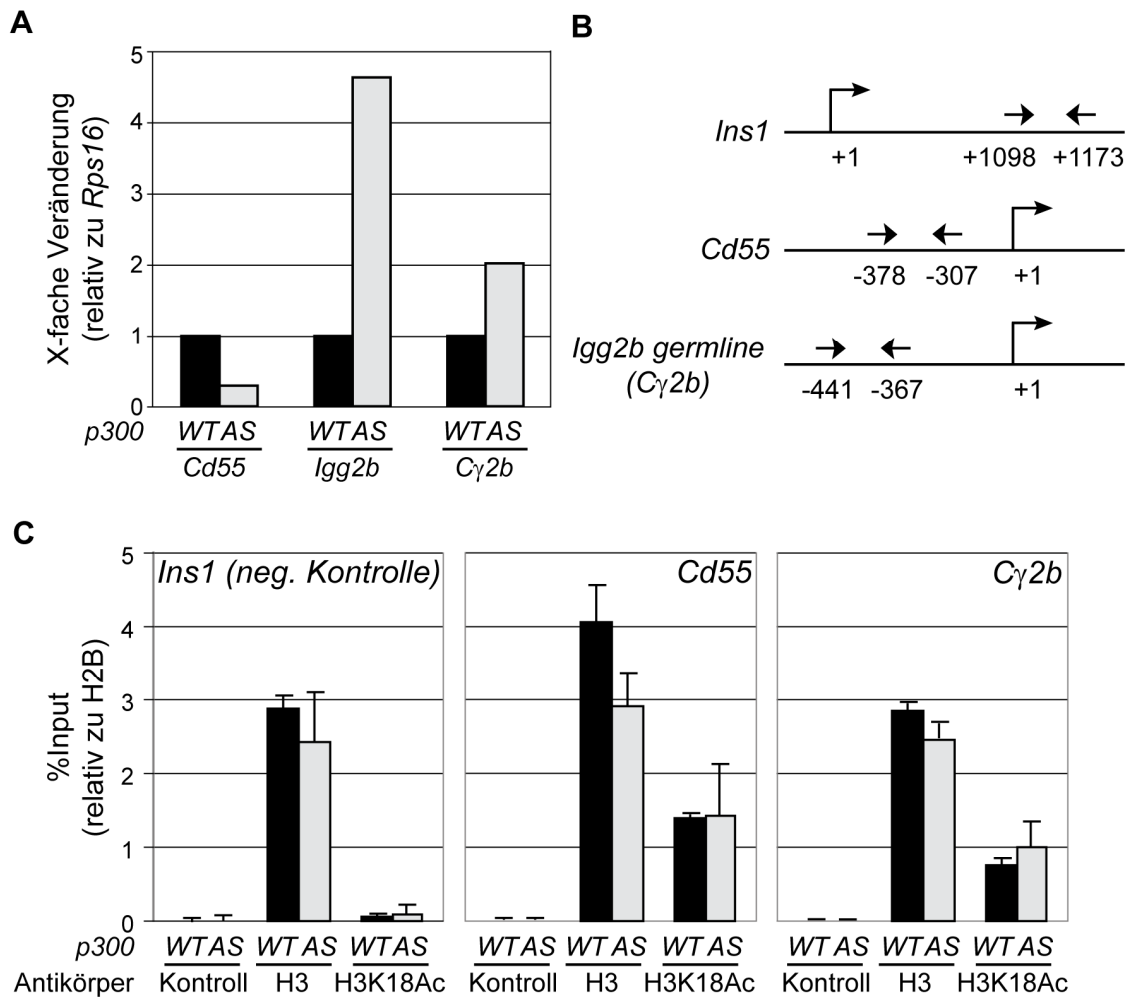 A
X-fache Veränderung
(relativ zu Rps16)
5
4
3
2
1
0
p300 WT AS WT AS WT AS
Cd55 Igg2b Cγ2b
B
Ins1
+1 +1098 +1173
Cd55
-378 -307 +1
Igg2b germline
(Cγ2b)
-441 -367 +1
C
%Input
(relativ zu H2B)
5
4
3
2
1
0
Ins1 (neg. Kontrolle) Cd55 Cγ2b
p300 WT AS WT AS WT AS WT AS WT AS WT AS WT AS WT AS WT AS
Antikörper Kontroll H3 H3K18Ac Kontroll H3 H3K18Ac Kontroll H3 H3K18Ac